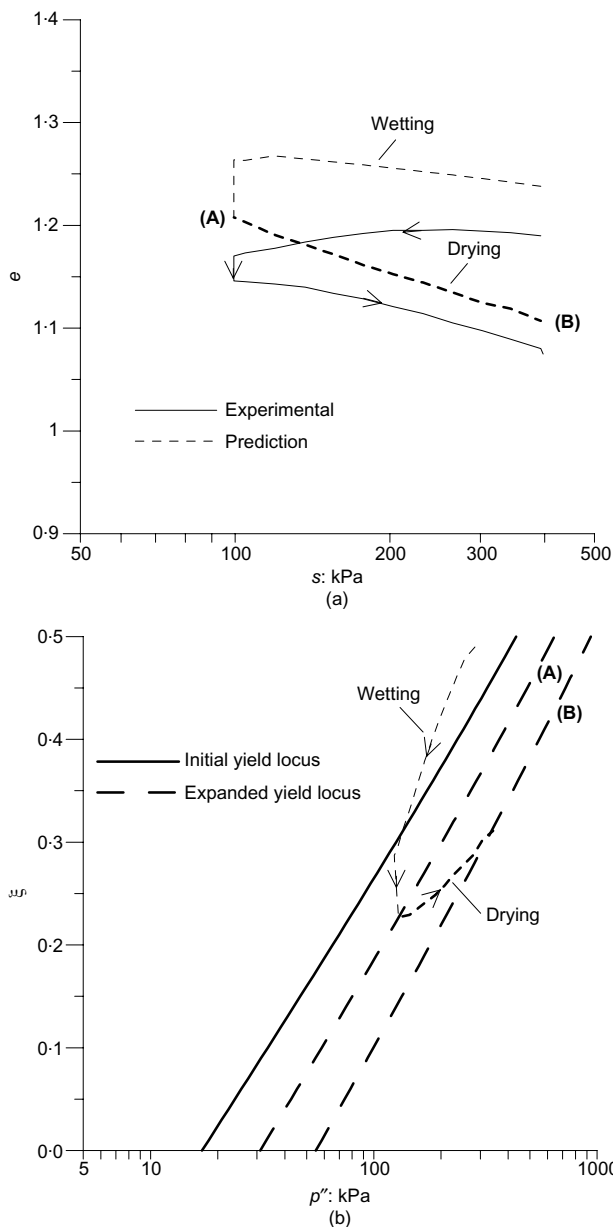 1·4
1·3
1·2
1·1
1
0·9
e
Wetting
(A)
Drying
(B)
Experimental
Prediction
50
100
200
300
500
s: kPa
(a)
0·5
0·4
0·3
0·2
0·1
0·0
ξ
(A)
(B)
Wetting
Initial yield locus
Expanded yield locus
Drying
5
10
100
1000
p″: kPa
(b)